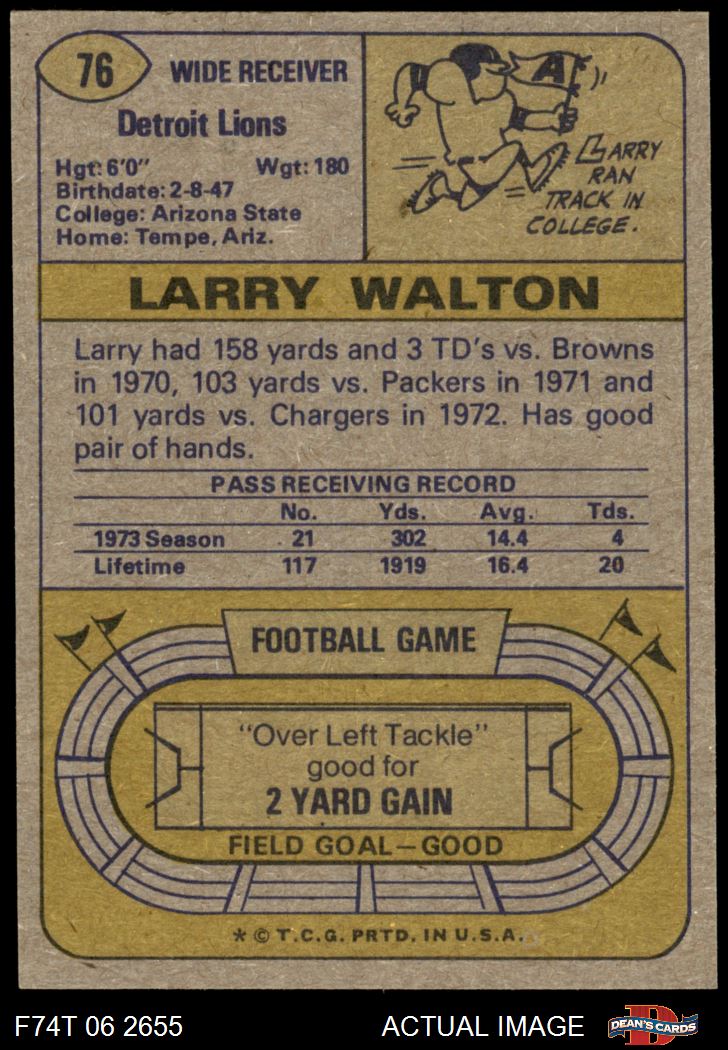 76 WIDE RECEIVER
Detroit Lions
Hgt: 6'0" Wgt: 180
Birthdate: 2-8-47
College: Arizona State
Home: Tempe, Ariz.
A
LARRY
RAN
TRACK IN
COLLEGE.
LARRY WALTON
Larry had 158 yards and 3 TD's vs. Browns
in 1970, 103 yards vs. Packers in 1971 and
101 yards vs. Chargers in 1972. Has good
pair of hands.
PASS RECEIVING RECORD
No. Yds. Avg. Tds.
1973 Season 21 302 14.4 4
Lifetime 117 1919 16.4 20
FOOTBALL GAME
"Over Left Tackle"
good for
2 YARD GAIN
FIELD GOAL—GOOD
* © T.C.G. PRTD. IN U.S.A.
F74T 06 2655 ACTUAL IMAGE D DEAN'S CARDS